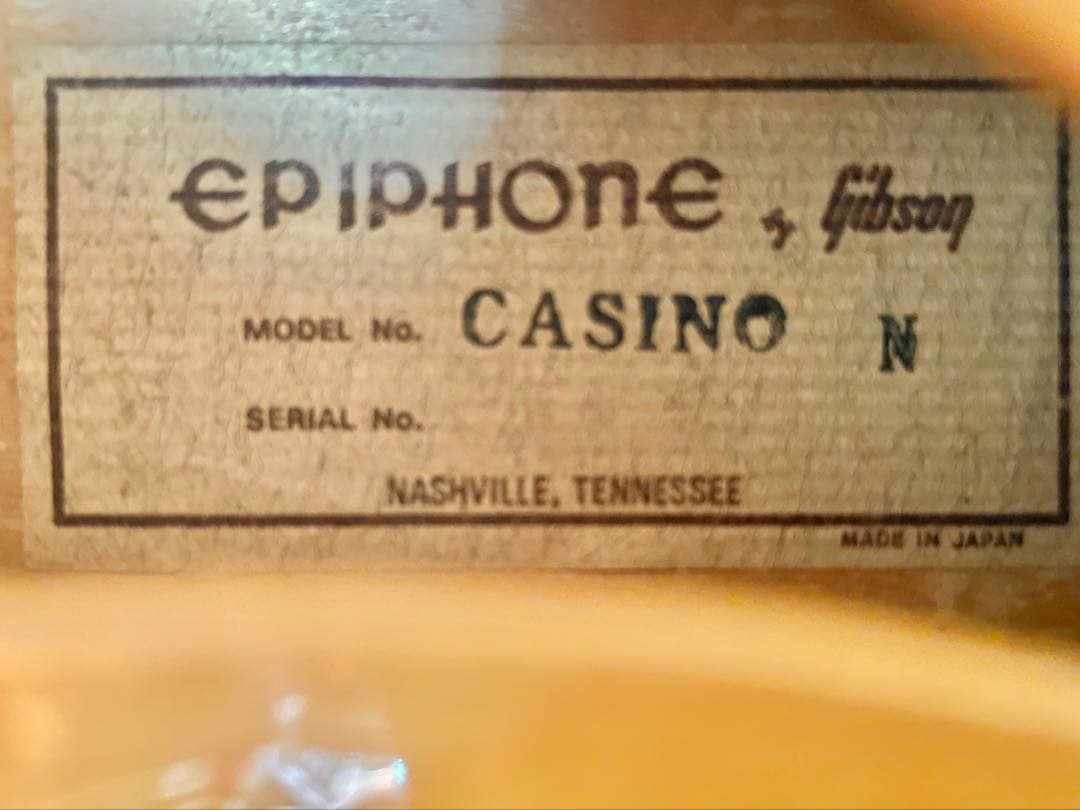 EPIPHONE by Gibson
MODEL No. CASINO N
SERIAL No.
NASHVILLE, TENNESSEE
MADE IN JAPAN